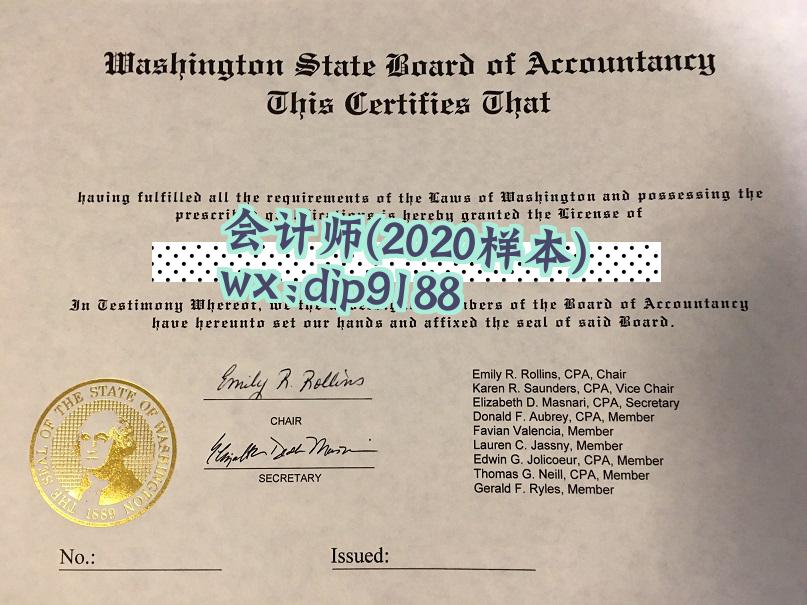 Washington State Board of Accountancy
This Certifies That
having fulfilled all the requirements of the Laws of Washington and possessing the
is hereby granted the License of
会计师(2020样本)
wx:dip9188
In Testimony Whereof, we the of the Board of Accountancy
have hereunto set our hands and affixed the seal of said Board.
Emily R. Rollins
CHAIR
SECRETARY
Emily R. Rollins, CPA, Chair
Karen R. Saunders, CPA, Vice Chair
Elizabeth D. Masnari, CPA, Secretary
Donald F. Aubrey, CPA, Member
Favian Valencia, Member
Lauren C. Jassny, Member
Edwin G. Jolicoeur, CPA, Member
Thomas G. Neill, CPA, Member
Gerald F. Ryles, Member
THE SEAL OF THE STATE OF WASHINGTON
1889
No.:
Issued: